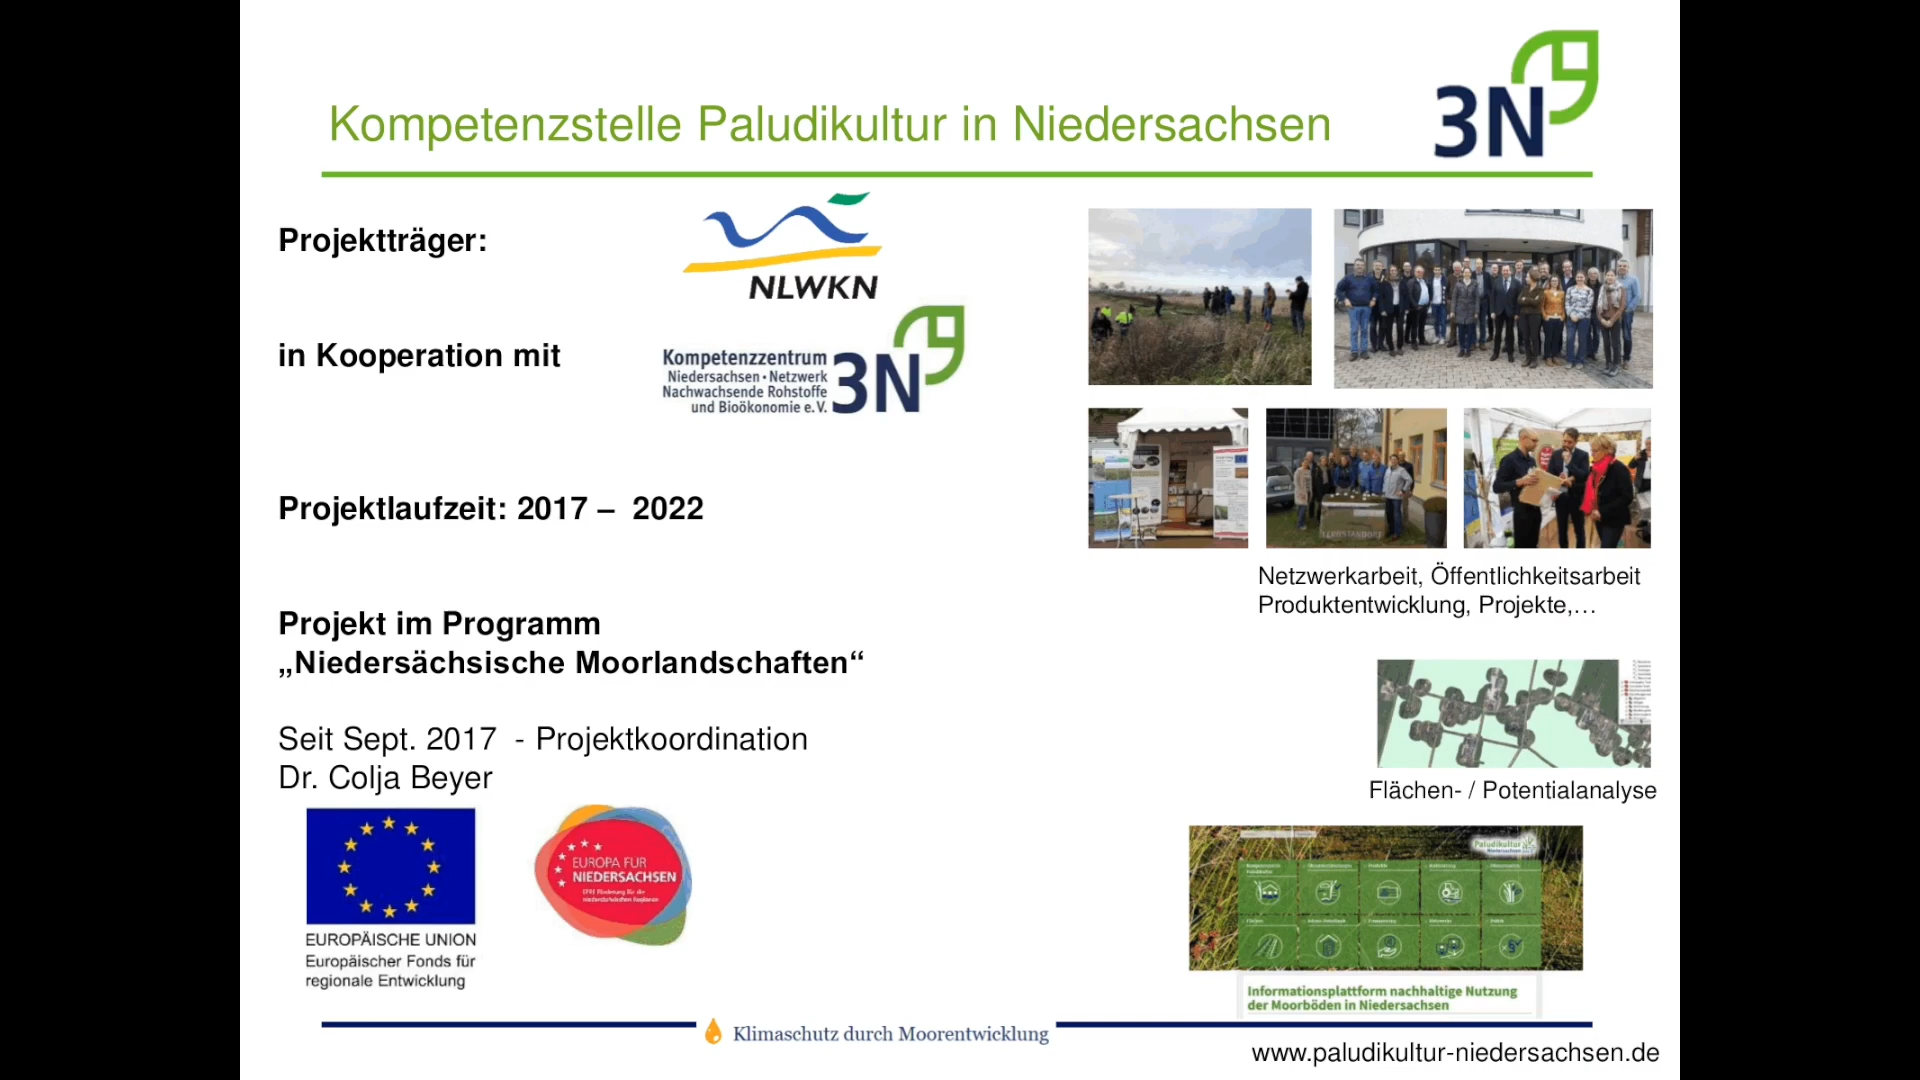 Kompetenzstelle Paludikultur in Niedersachsen
3N
Projektträger:
NLWKN
in Kooperation mit
Kompetenzzentrum
Niedersachsen • Netzwerk
Nachwachsende Rohstoffe
und Bioökonomie e.V.
3N
Projektlaufzeit: 2017 – 2022
Projekt im Programm
„Niedersächsische Moorlandschaften“
Seit Sept. 2017 - Projektkoordination
Dr. Colja Beyer
EUROPÄISCHE UNION
Europäischer Fonds für
regionale Entwicklung
EUROPA FÜR
NIEDERSACHSEN
Netzwerkarbeit, Öffentlichkeitsarbeit
Produktentwicklung, Projekte,…
Flächen- / Potentialanalyse
Paludikultur
Niedersachsen
Informationsplattform nachhaltige Nutzung
der Moorböden in Niedersachsen
Klimaschutz durch Moorentwicklung
www.paludikultur-niedersachsen.de